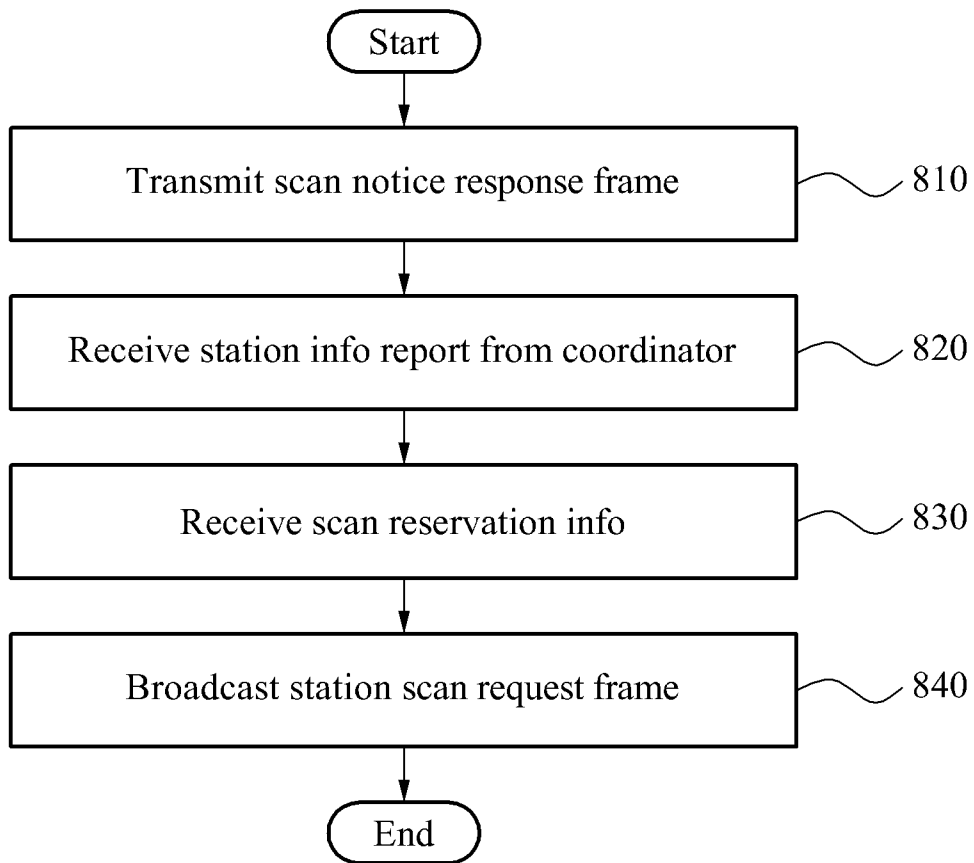 Start
Transmit scan notice response frame
810
Receive station info report from coordinator
820
Receive scan reservation info
830
Broadcast station scan request frame
840
End